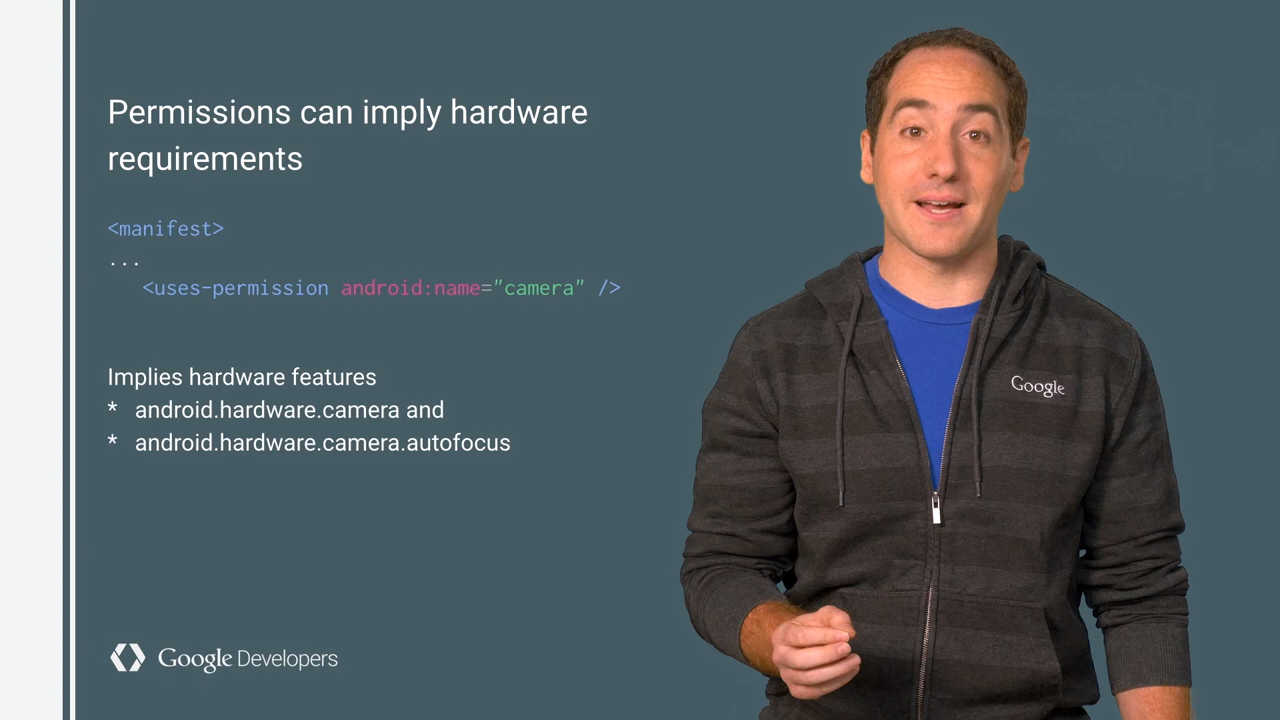 Permissions can imply hardware
requirements
<manifest>
...
<uses-permission android:name="camera" />
Implies hardware features
* android.hardware.camera and
* android.hardware.camera.autofocus
Google
Google Developers